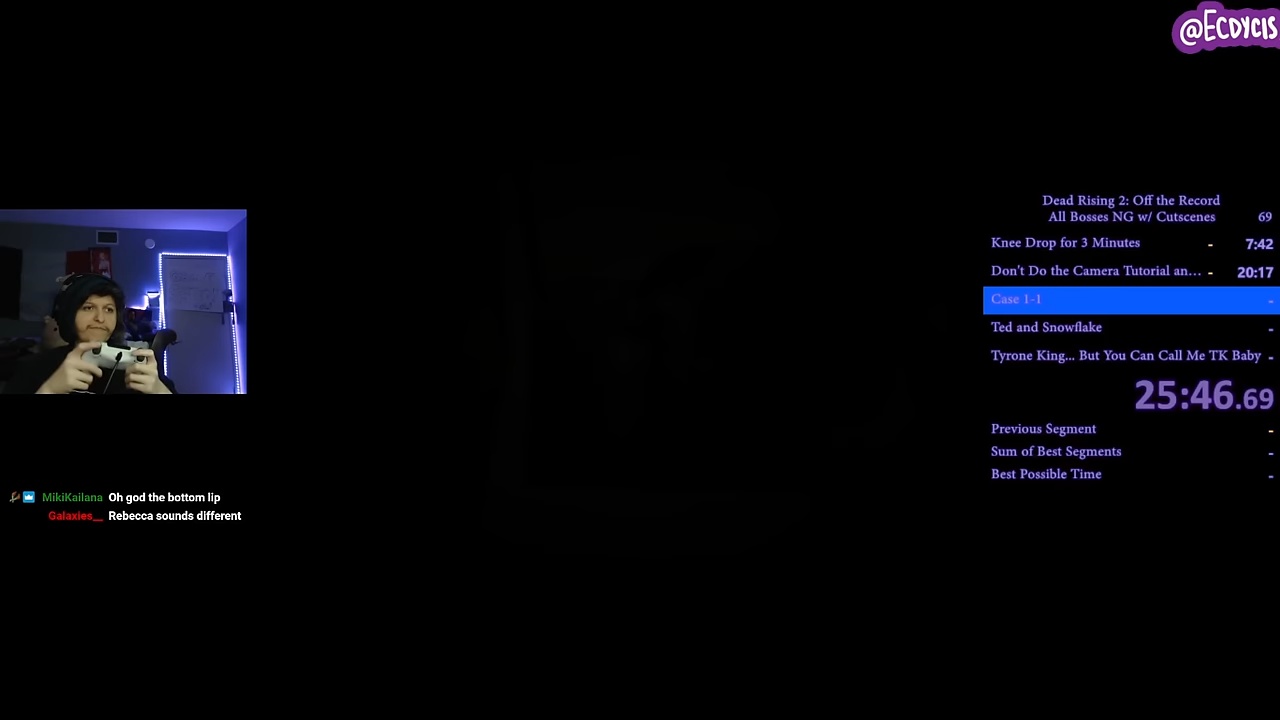 @ECDYCIS
Dead Rising 2: Off the Record
All Bosses NG w/ Cutscenes 69
Knee Drop for 3 Minutes - 7:42
Don't Do the Camera Tutorial an... - 20:17
Case 1-1 -
Ted and Snowflake -
Tyrone King... But You Can Call Me TK Baby -
25:46.69
Previous Segment -
Sum of Best Segments -
Best Possible Time -
MikiKailana Oh god the bottom lip
Galaxies__ Rebecca sounds different